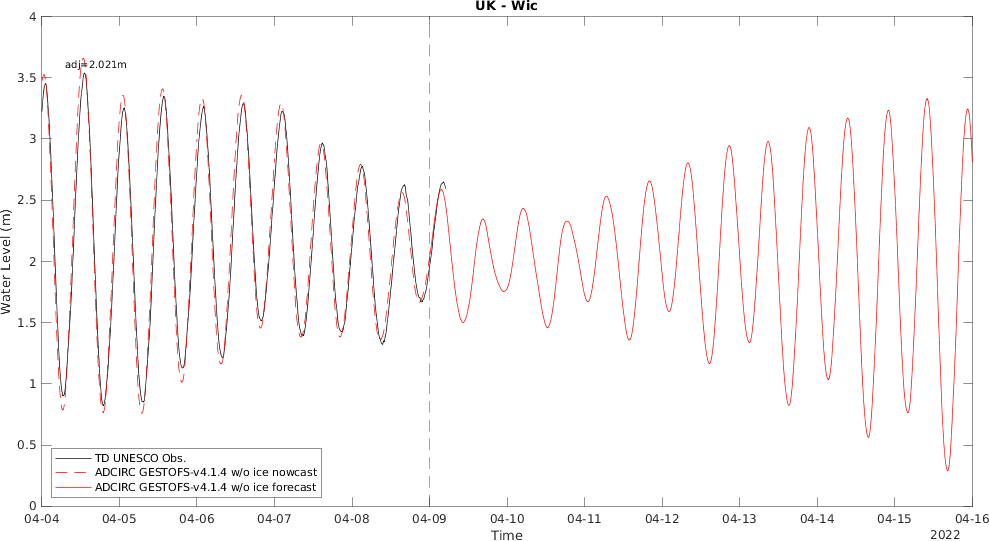 UK - Wic
4
adj=2.021m
3.5
3
2.5
2
1.5
1
0.5
0
Water Level (m)
TD UNESCO Obs.
ADCIRC GESTOFS-v4.1.4 w/o ice nowcast
ADCIRC GESTOFS-v4.1.4 w/o ice forecast
04-04 04-05 04-06 04-07 04-08 04-09 04-10 04-11 04-12 04-13 04-14 04-15 04-16
Time
2022